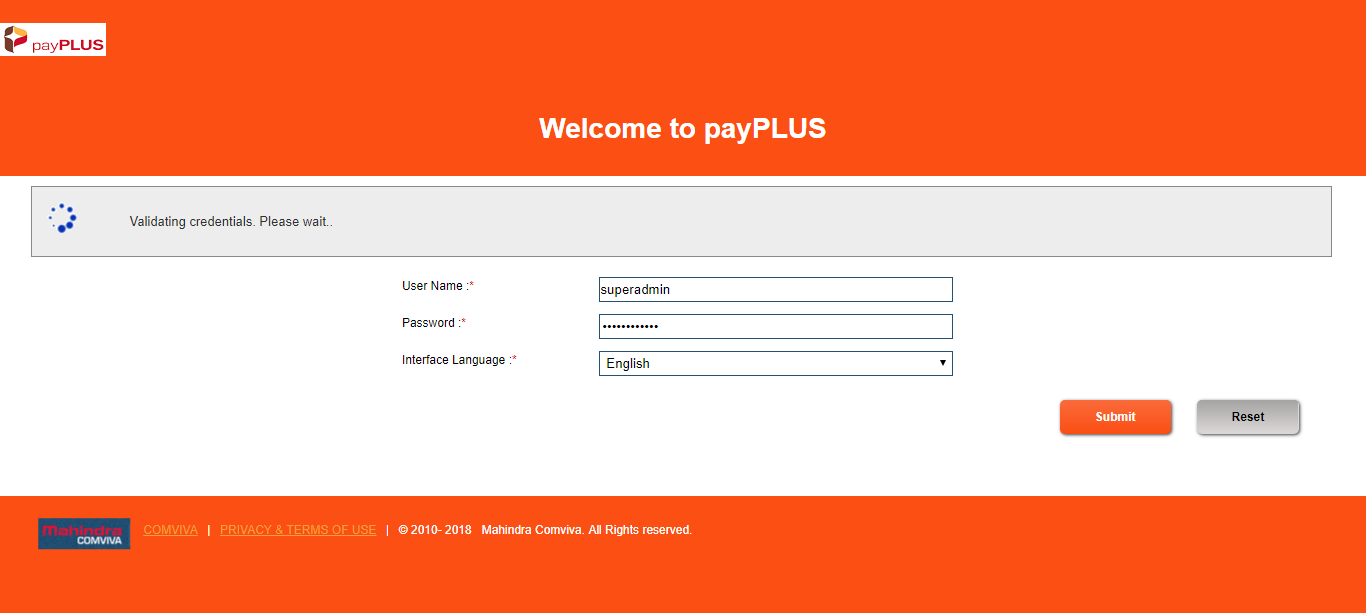 payPLUS
Welcome to payPLUS
Validating credentials. Please wait..
User Name :* superadmin
Password :* ••••••••••••
Interface Language :* English ▼
Submit Reset
Mahindra COMVIVA COMVIVA | PRIVACY & TERMS OF USE | © 2010- 2018 Mahindra Comviva. All Rights reserved.